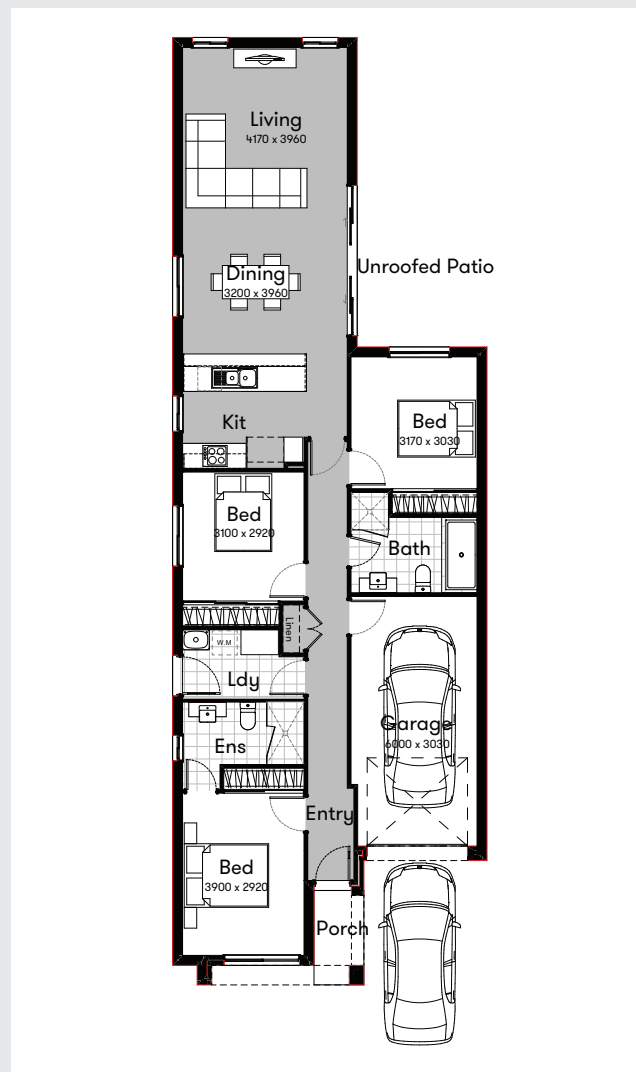 Living
4170 x 3960
Unroofed Patio
Dining
3200 x 3960
Kit
Bed
3170 x 3030
Bed
3100 x 2920
Bath
Linen
W.M
Ldy
Garage
6000 x 3030
Ens
Entry
Bed
3900 x 2920
Porch